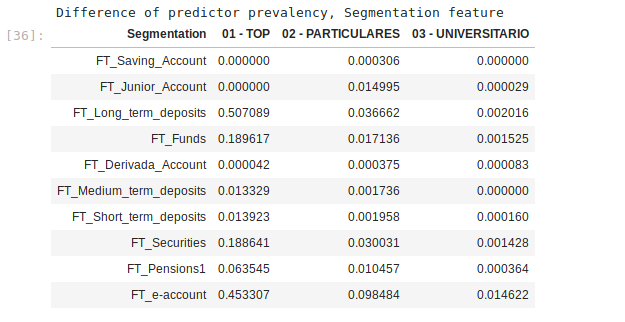 Difference of predictor prevalency, Segmentation feature
[36]:
Segmentation 01 - TOP 02 - PARTICULARES 03 - UNIVERSITARIO
FT_Saving_Account 0.000000 0.000306 0.000000
FT_Junior_Account 0.000000 0.014995 0.000029
FT_Long_term_deposits 0.507089 0.036662 0.002016
FT_Funds 0.189617 0.017136 0.001525
FT_Derivada_Account 0.000042 0.000375 0.000083
FT_Medium_term_deposits 0.013329 0.001736 0.000000
FT_Short_term_deposits 0.013923 0.001958 0.000160
FT_Securities 0.188641 0.030031 0.001428
FT_Pensions1 0.063545 0.010457 0.000364
FT_e-account 0.453307 0.098484 0.014622